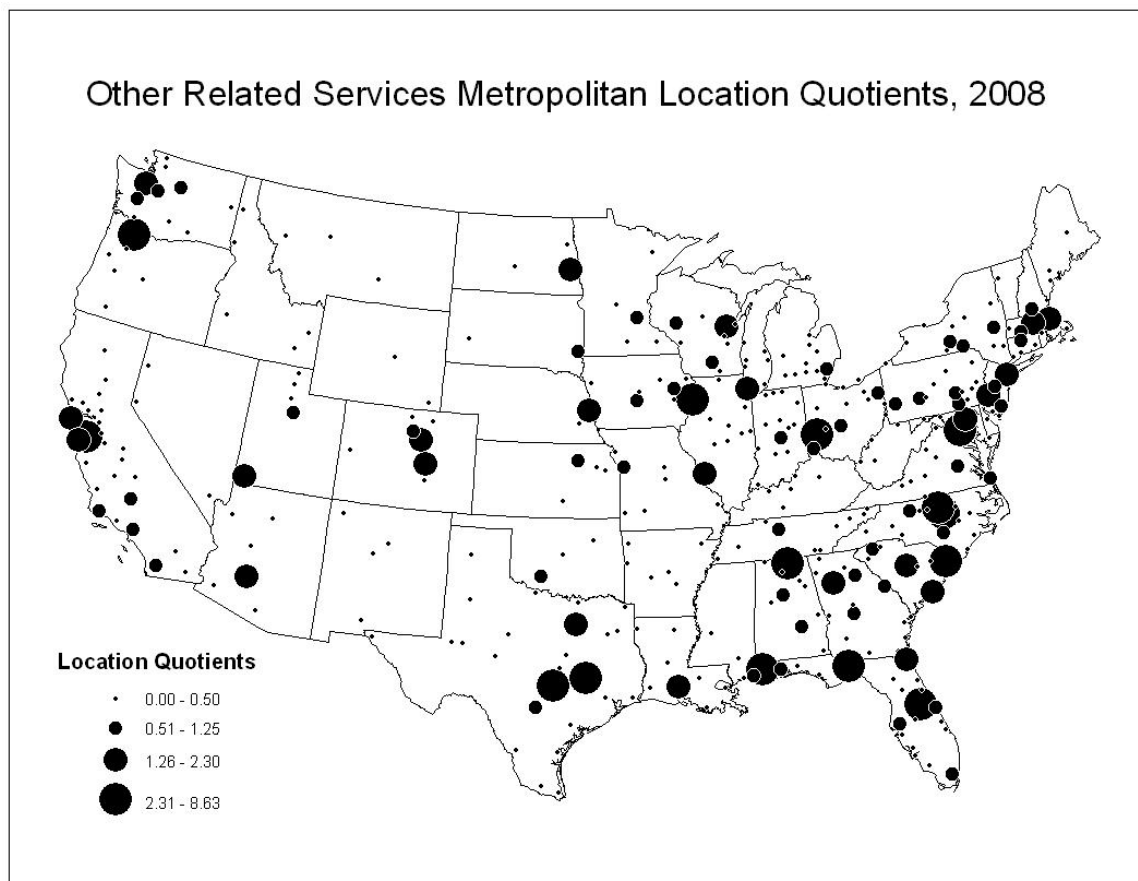 Other Related Services Metropolitan Location Quotients, 2008
Location Quotients
0.00 - 0.50
0.51 - 1.25
1.26 - 2.30
2.31 - 8.63